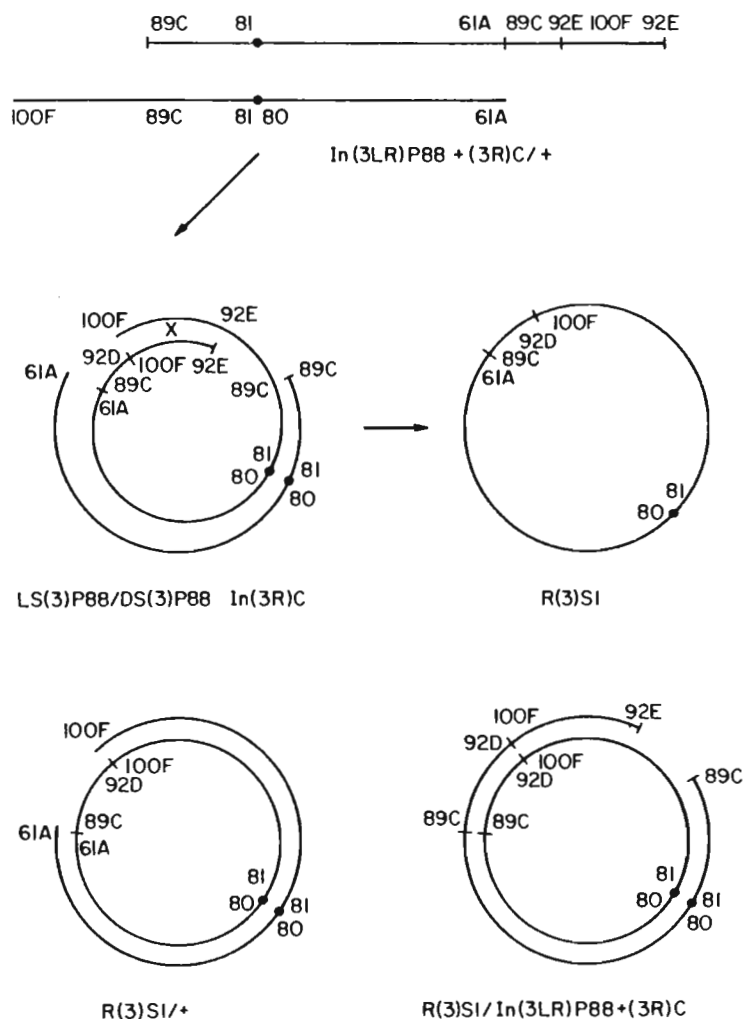 89C 81 61A 89C 92E 100F 92E
100F 89C 81 80 61A
In(3LR)P88 +(3R)C/+
100F 92E
X
92D 100F 92E
61A 89C 89C 89C
61A
81 81
80 80
LS(3)P88/DS(3)P88 In(3R)C
100F
92D
89C
61A
81
80
R(3)S1
100F
100F
92D
61A 89C
61A
81 81
80 80
R(3)S1/+
100F 92E
92D 100F
92D
89C 89C 89C
81 81
80 80
R(3)S1/In(3LR)P88+(3R)C